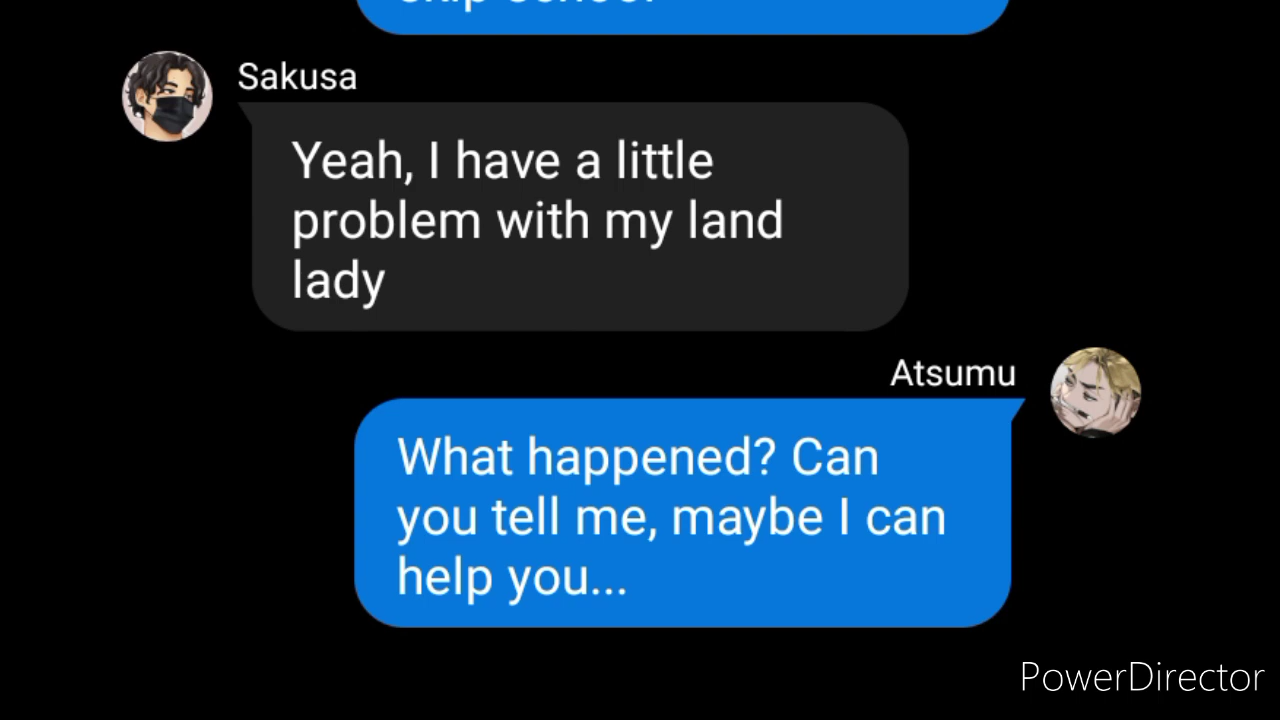 Sakusa
Yeah, I have a little
problem with my land
lady
Atsumu
What happened? Can
you tell me, maybe I can
help you...
PowerDirector